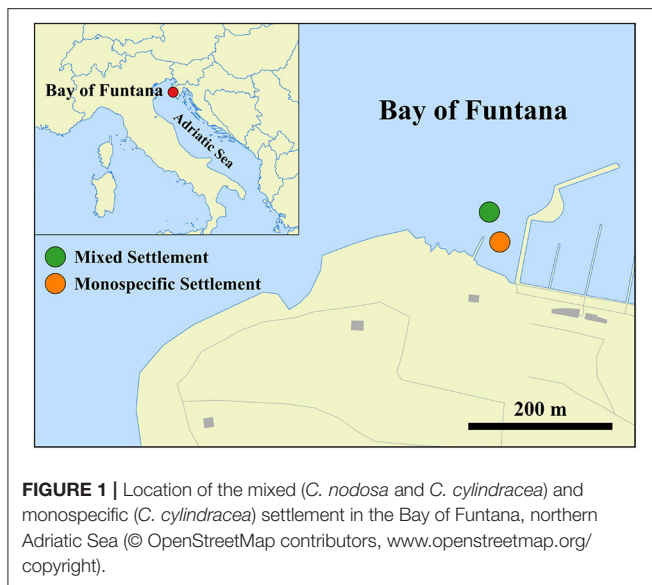 Bay of Funtana
Adriatic Sea
Bay of Funtana
Mixed Settlement
Monospecific Settlement
200 m
FIGURE 1 | Location of the mixed (C. nodosa and C. cylindracea) and
monospecific (C. cylindracea) settlement in the Bay of Funtana, northern
Adriatic Sea (© OpenStreetMap contributors, www.openstreetmap.org/
copyright).